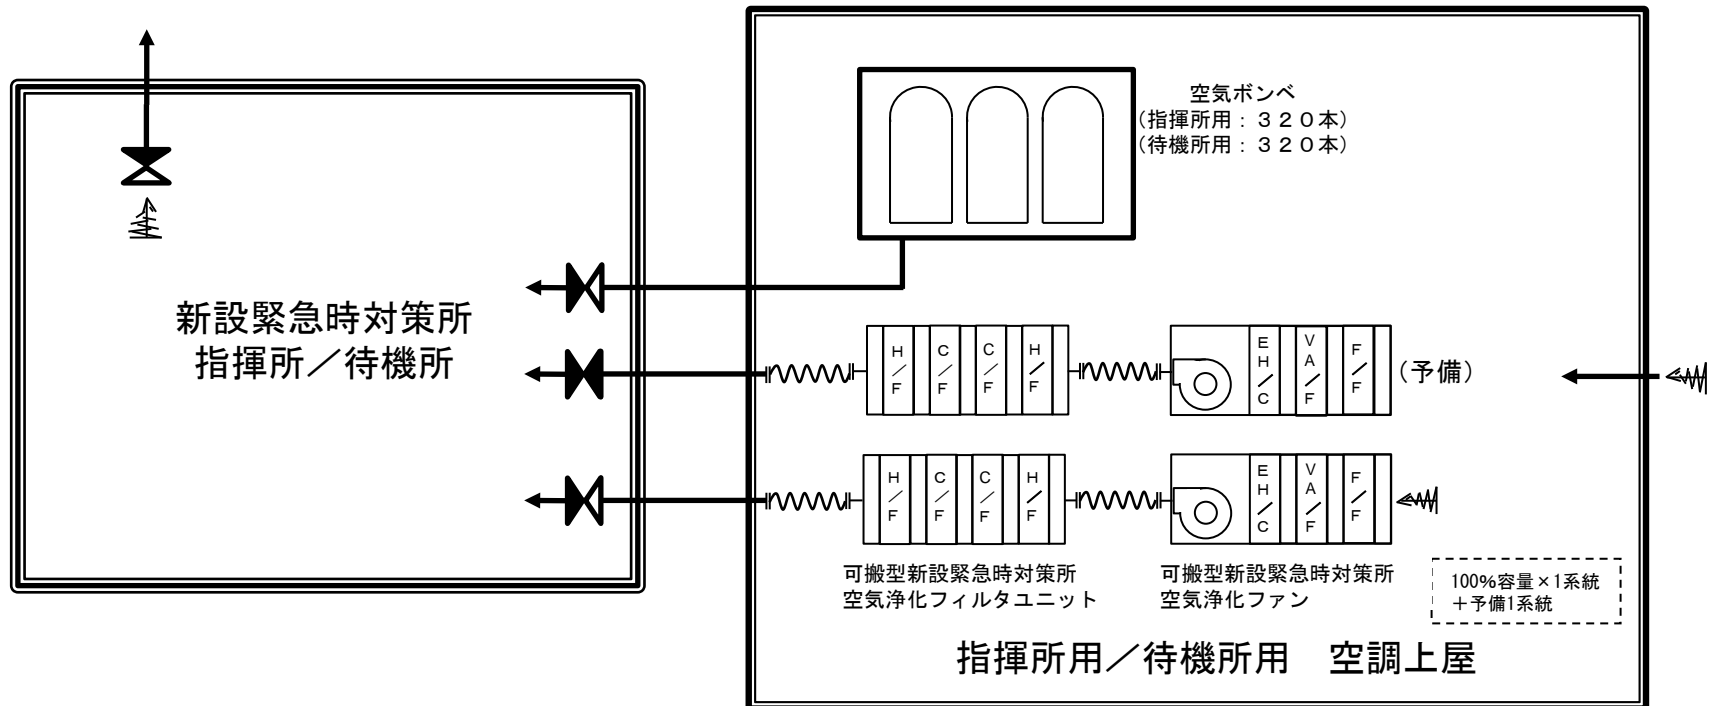 空気ボンベ
（指揮所用：３２０本）
（待機所用：３２０本）
新設緊急時対策所
指揮所／待機所
H／F
C／F
C／F
H／F
EH／C
VA／F
F／F
（予備）
H／F
C／F
C／F
H／F
EH／C
VA／F
F／F
可搬型新設緊急時対策所
空気浄化フィルタユニット
可搬型新設緊急時対策所
空気浄化ファン
100%容量×1系統
＋予備1系統
指揮所用／待機所用　空調上屋